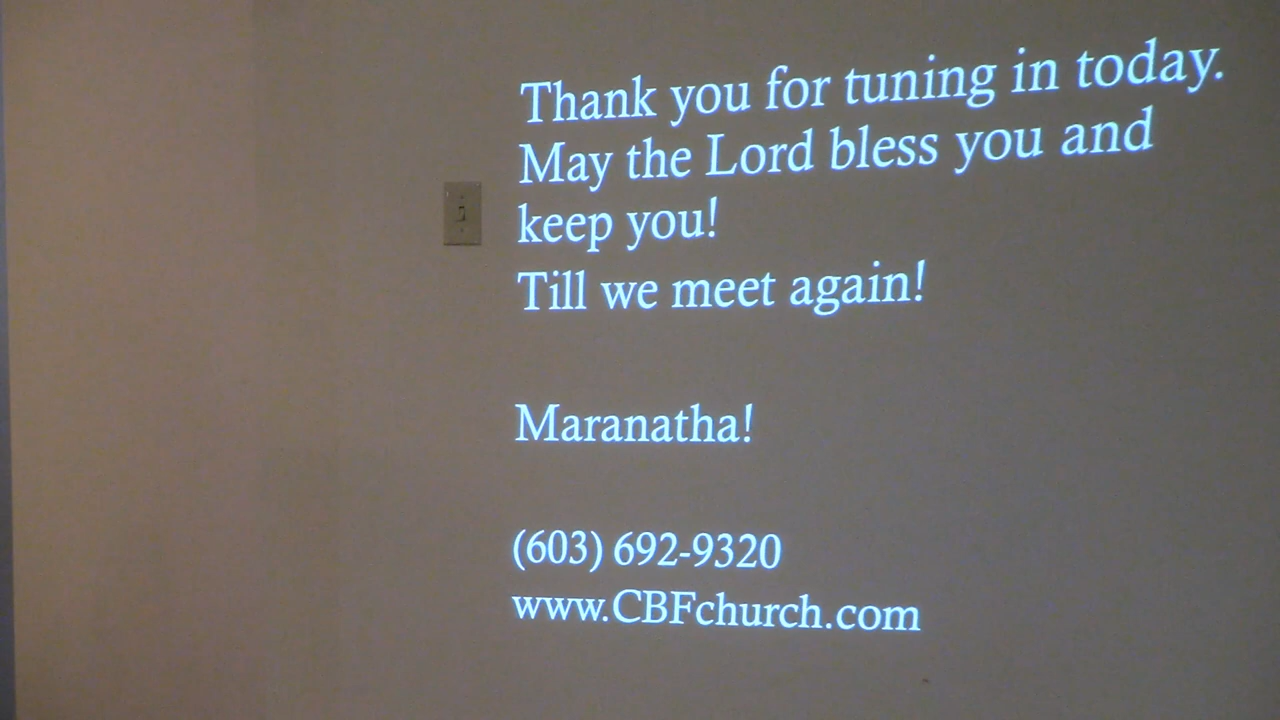 Thank you for tuning in today.
May the Lord bless you and
keep you!
Till we meet again!
Maranatha!
(603) 692-9320
www.CBFchurch.com